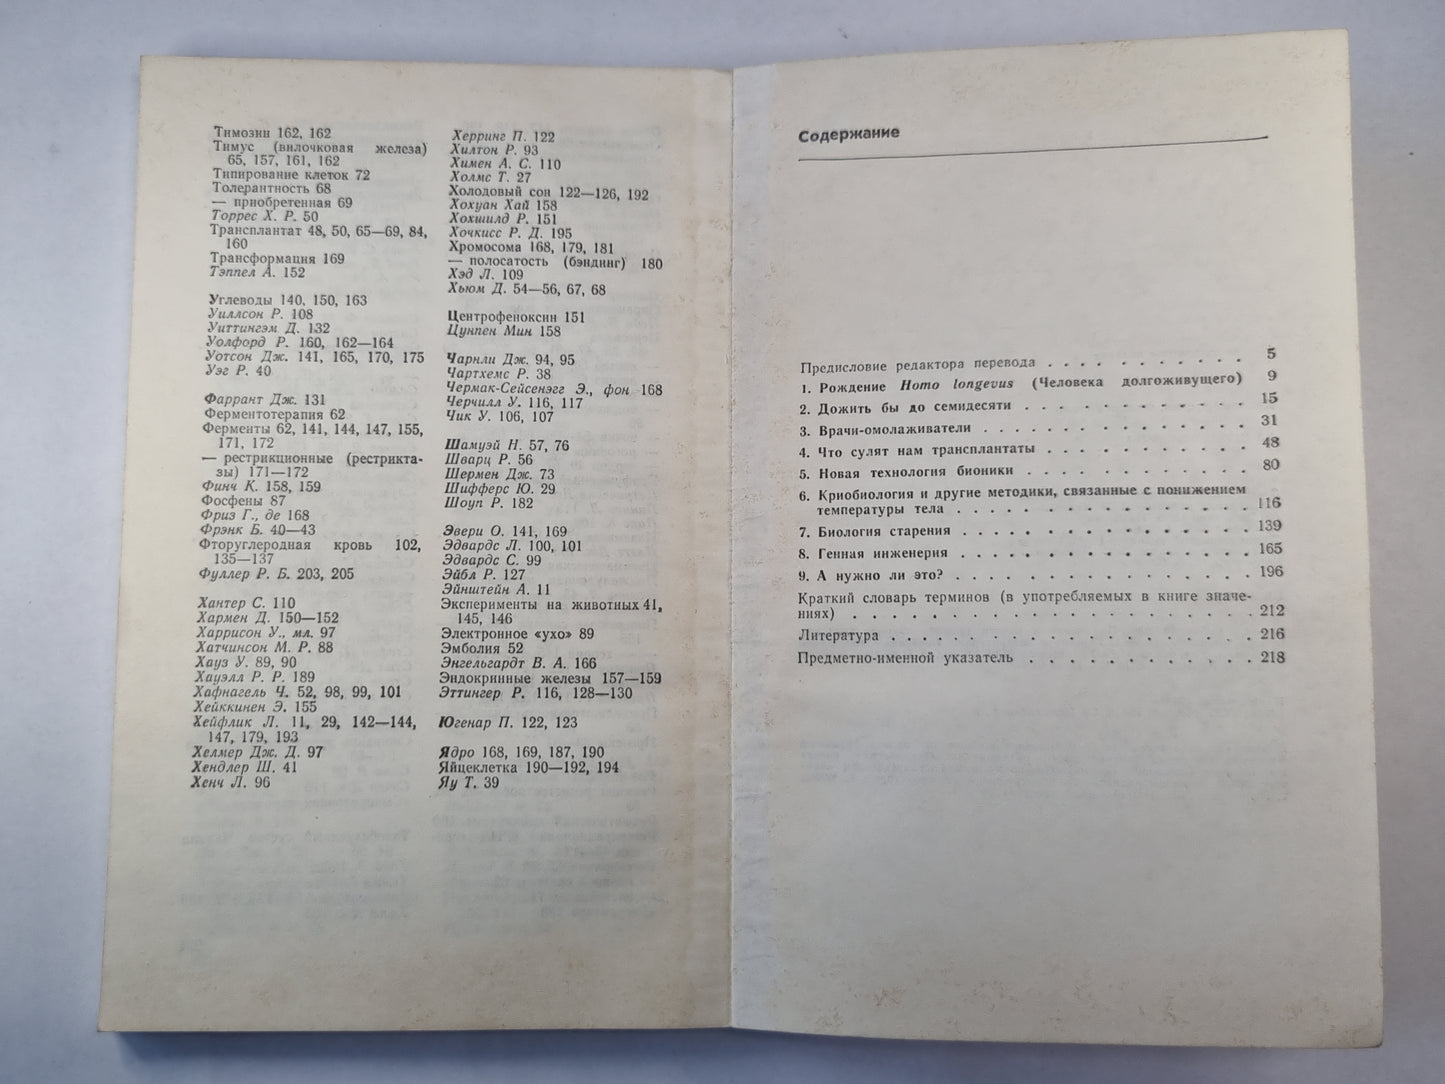 Тимозин 162, 162
Тимус (вилочковая железа)
65, 157, 161, 162
Типирование клеток 72
Толерантность 68
— приобретенная 69
Торрес Х. Р. 50
Трансплантат 48, 50, 65—69, 84,
160
Трансформация 169
Тэппел А. 152
Углеводы 140, 150, 163
Уиллсон Р. 108
Уиттингэм Д. 132
Уолфорд Р. 160, 162—164
Уотсон Дж. 141, 165, 170, 175
Уэг Р. 40
Фаррант Дж. 131
Ферментотерапия 62
Ферменты 62, 141, 144, 147, 155,
171, 172
— рестрикционные (рестрикта-
зы) 171—172
Финч К. 158, 159
Фосфены 87
Фриз Г., де 168
Фрэнк Б. 40—43
Фторуглеродная кровь 102,
135—137
Фуллер Р. Б. 203, 205
Хантер С. 110
Хармен Д. 150—152
Харрисон У., мл. 97
Хатчинсон М. Р. 88
Хауз У. 89, 90
Хауэлл Р. Р. 189
Хафнагель Ч. 52, 98, 99, 101
Хейккинен Э. 155
Хейфлик Л. 11, 29, 142—144,
147, 179, 193
Хелмер Дж. Д. 97
Хендлер Ш. 41
Хенч Л. 96
Херринг П. 122
Хилтон Р. 93
Химен А. С. 110
Холмс Т. 27
Холодовый сон 122—126, 192
Хохуан Хай 158
Хохшилд Р. 151
Хочкисс Р. Д. 195
Хромосома 168, 179, 181
— полосатость (бэндинг) 180
Хэд Л. 109
Хьюм Д. 54—56, 67, 68
Центрофеноксин 151
Цунпен Мин 158
Чарнли Дж. 94, 95
Чартхемс Р. 38
Чермак-Сейсенэгг Э., фон 168
Черчилл У. 116, 117
Чик У. 106, 107
Шамуэй Н. 57, 76
Шварц Р. 56
Шермен Дж. 73
Шифферс Ю. 29
Шоуп Р. 182
Эвери О. 141, 169
Эдвардс Л. 100, 101
Эдвардс С. 99
Эйбл Р. 127
Эйнштейн А. 11
Эксперименты на животных 41,
145, 146
Электронное «ухо» 89
Эмболия 52
Энгельгардт В. А. 166
Эндокринные железы 157—159
Эттингер Р. 116, 128—130
Югенар П. 122, 123
Ядро 168, 169, 187, 190
Яйцеклетка 190—192, 194
Яу Т. 39
Содержание
Предисловие редактора перевода . . . . . . . . . . 5
1. Рождение Homo longevus (Человека долгоживущего) 9
2. Дожить бы до семидесяти . . . . . . . . . . . 15
3. Врачи-омолаживатели . . . . . . . . . . . . 31
4. Что сулят нам трансплантаты . . . . . . . . . . 48
5. Новая технология бионики . . . . . . . . . . . 80
6. Криобиология и другие методики, связанные с понижением
температуры тела . . . . . . . . . . . . . 116
7. Биология старения . . . . . . . . . . . . . 139
8. Генная инженерия . . . . . . . . . . . . . 165
9. А нужно ли это? . . . . . . . . . . . . . 196
Краткий словарь терминов (в употребляемых в книге значе-
ниях) . . . . . . . . . . . . . . . . 212
Литература . . . . . . . . . . . . . . . 216
Предметно-именной указатель . . . . . . . . . . 218